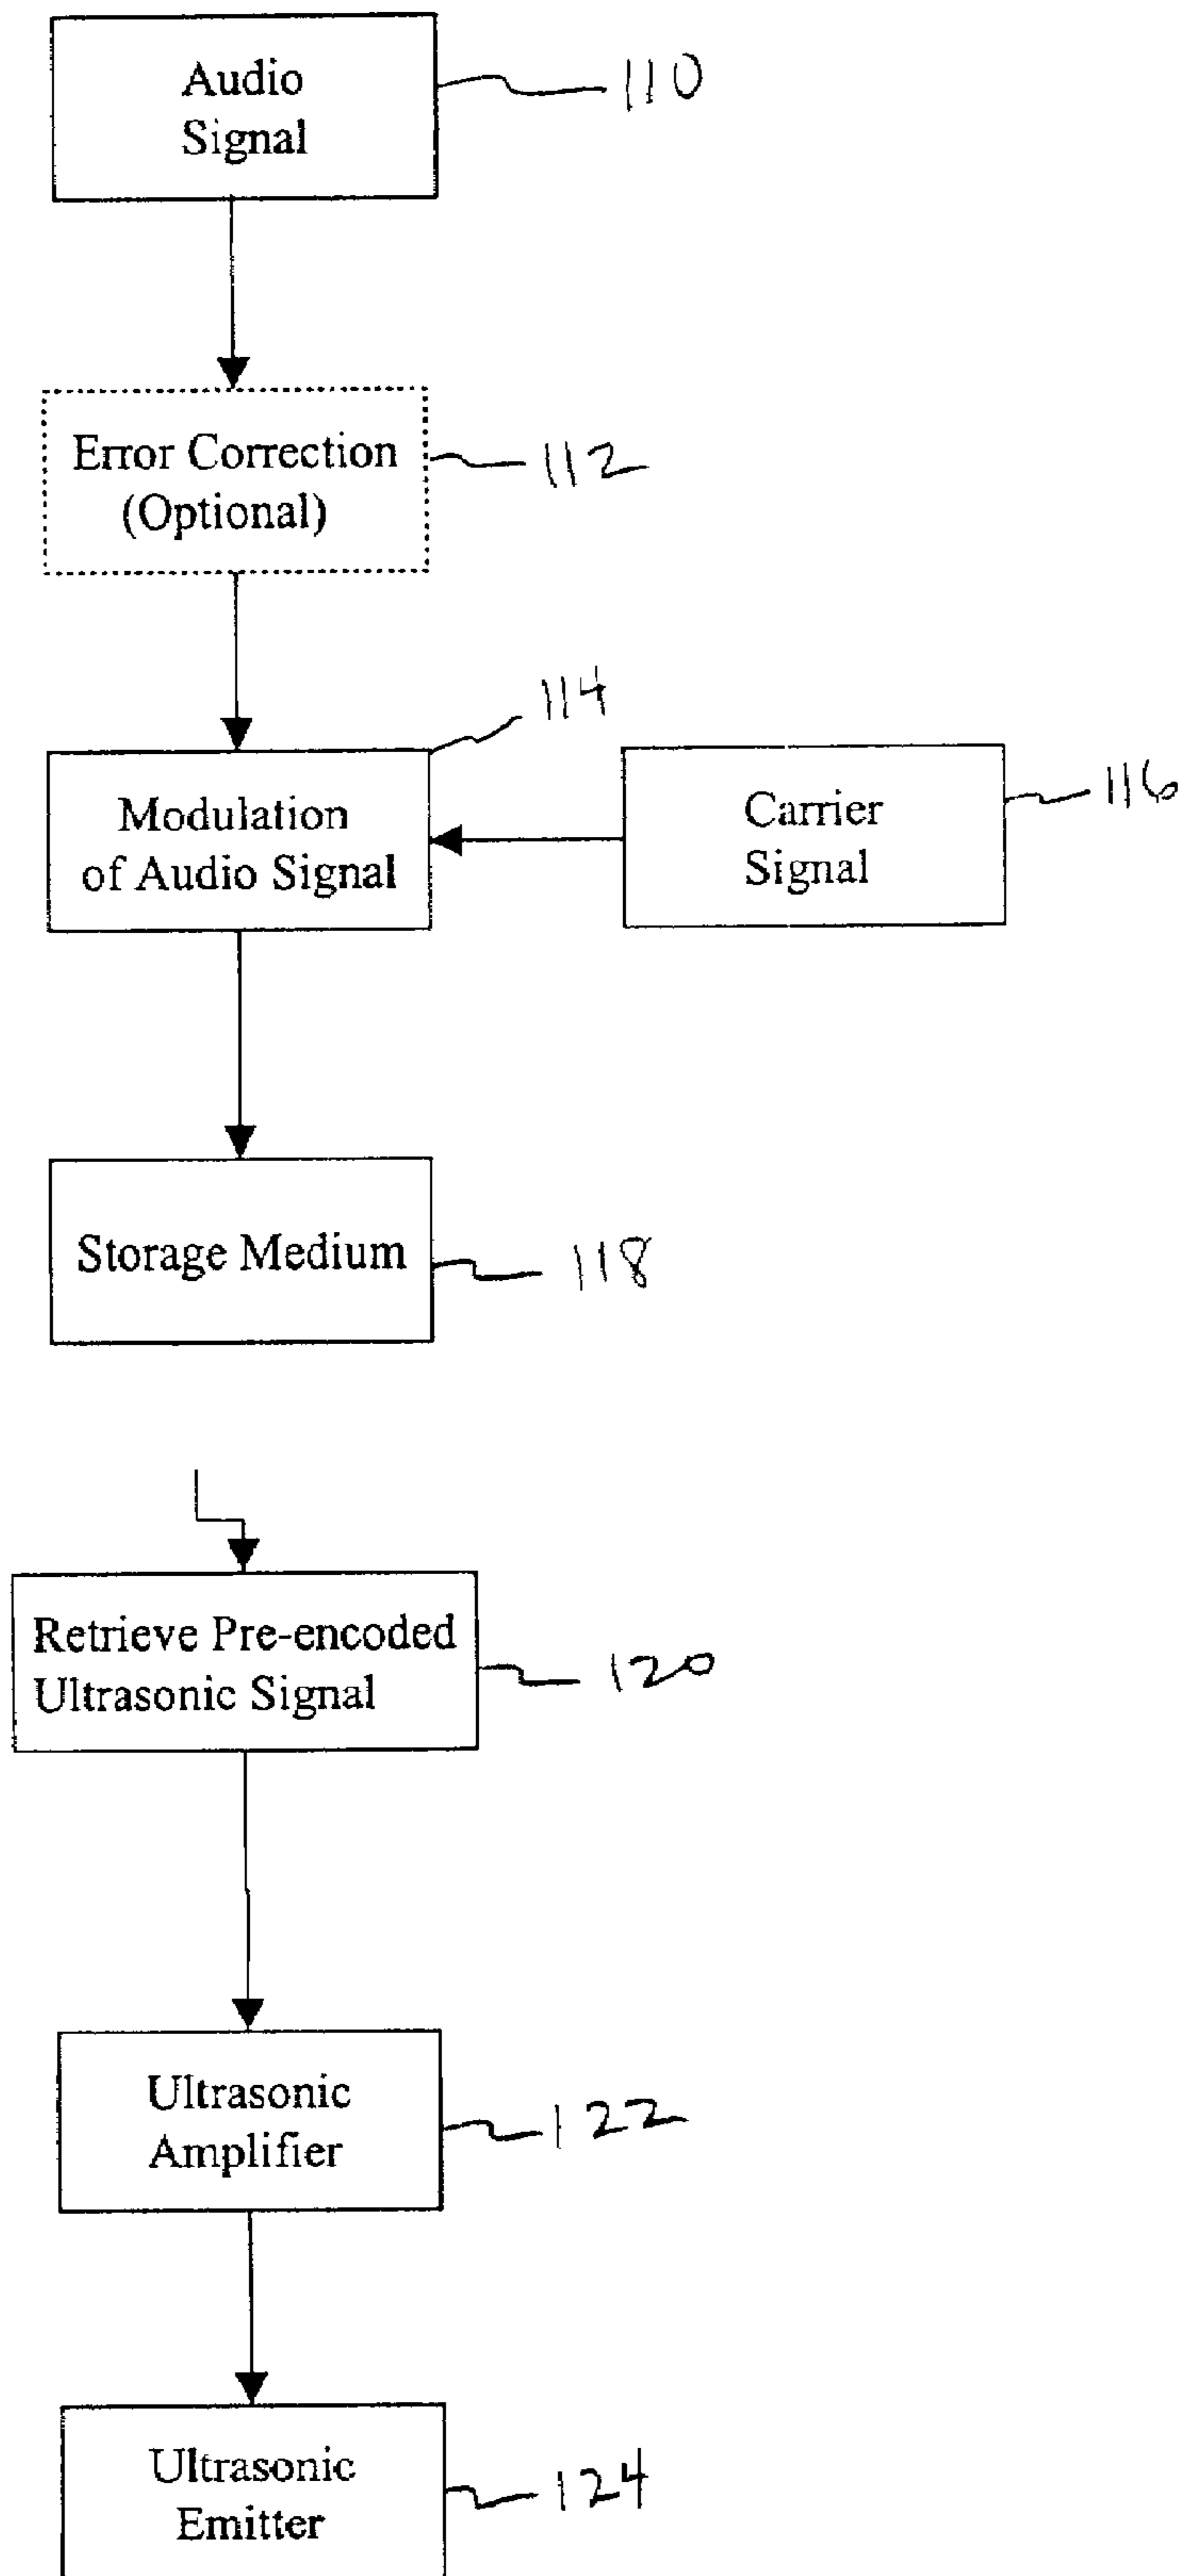 Audio
Signal
110
Error Correction
(Optional)
112
114
Modulation
of Audio Signal
Carrier
Signal
116
Storage Medium
118
Retrieve Pre-encoded
Ultrasonic Signal
120
Ultrasonic
Amplifier
122
Ultrasonic
Emitter
124